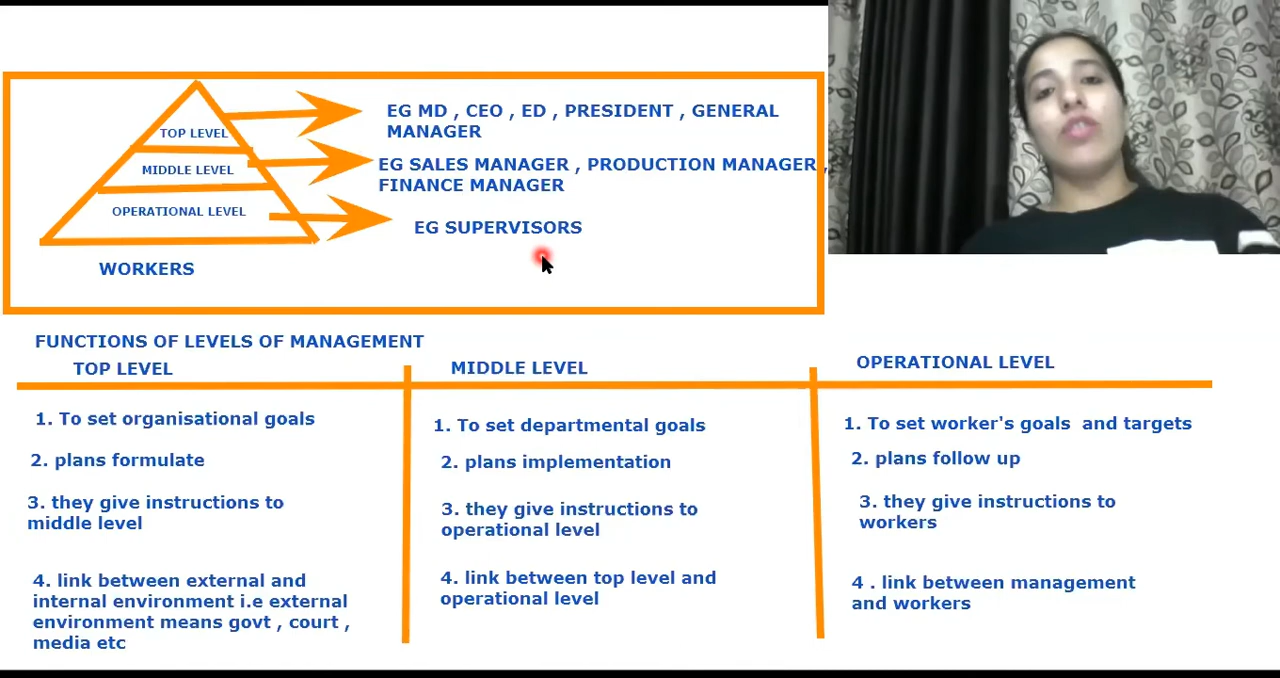 TOP LEVEL
MIDDLE LEVEL
OPERATIONAL LEVEL
WORKERS
EG MD , CEO , ED , PRESIDENT , GENERAL
MANAGER
EG SALES MANAGER , PRODUCTION MANAGER ,
FINANCE MANAGER
EG SUPERVISORS
FUNCTIONS OF LEVELS OF MANAGEMENT
TOP LEVEL
1. To set organisational goals
2. plans formulate
3. they give instructions to
middle level
4. link between external and
internal environment i.e external
environment means govt , court ,
media etc
MIDDLE LEVEL
1. To set departmental goals
2. plans implementation
3. they give instructions to
operational level
4. link between top level and
operational level
OPERATIONAL LEVEL
1. To set worker's goals and targets
2. plans follow up
3. they give instructions to
workers
4 . link between management
and workers